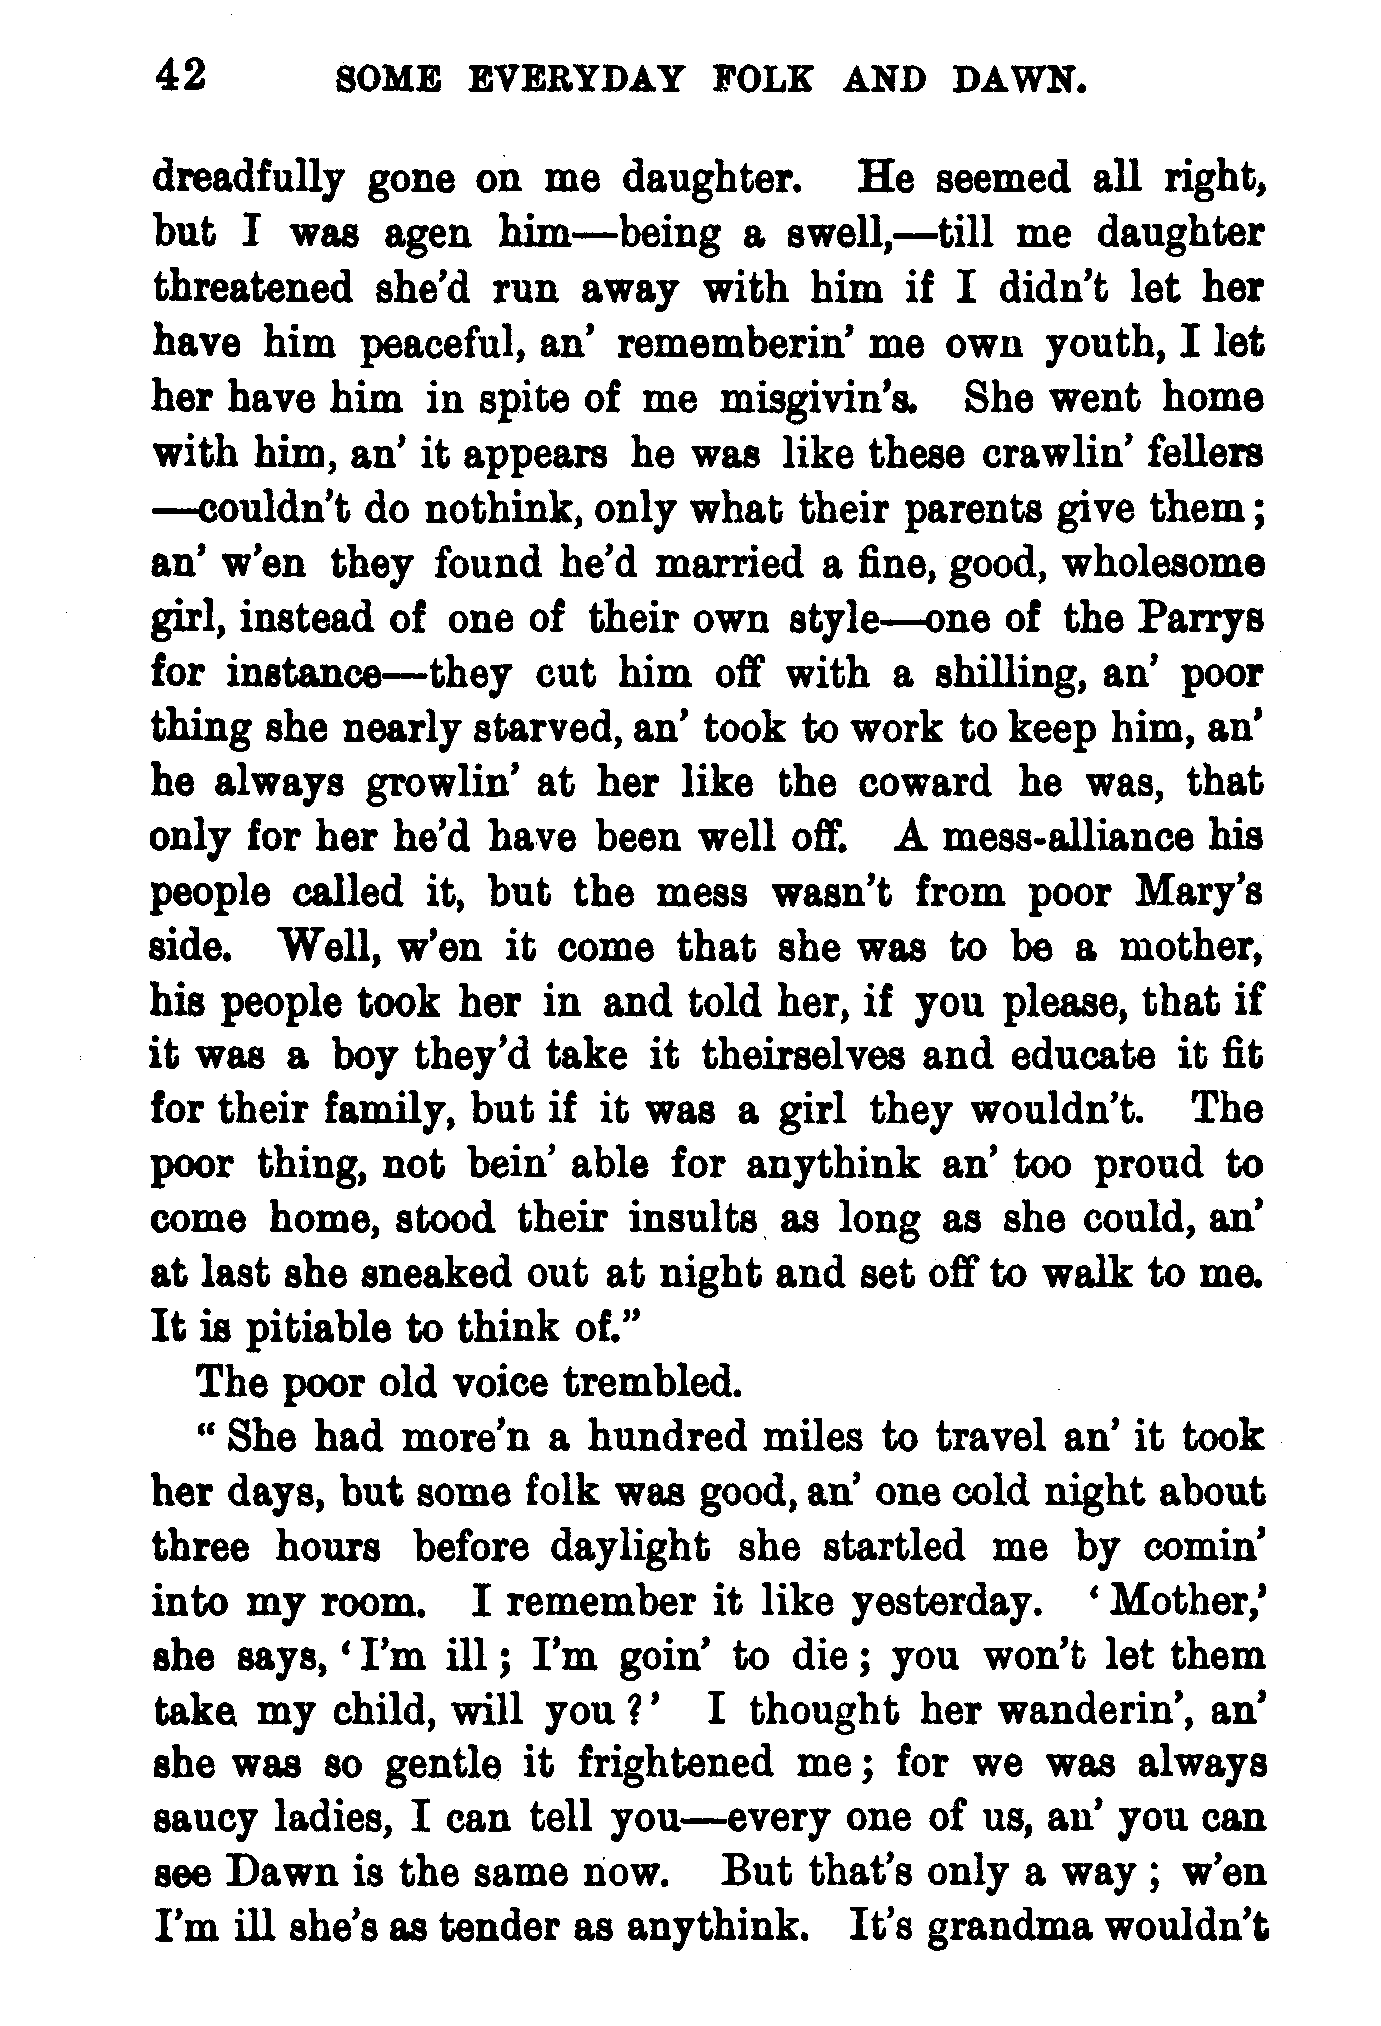 42 SOME EVERYDAY FOLK AND DAWN.
dreadfully gone on me daughter. He seemed all right,
but I was agen him—being a swell,—till me daughter
threatened she'd run away with him if I didn't let her
have him peaceful, an' rememberin' me own youth, I let
her have him in spite of me misgivin's. She went home
with him, an' it appears he was like these crawlin' fellers
—couldn't do nothink, only what their parents give them;
an' w'en they found he'd married a fine, good, wholesome
girl, instead of one of their own style—one of the Parrys
for instance—they cut him off with a shilling, an' poor
thing she nearly starved, an' took to work to keep him, an'
he always growlin' at her like the coward he was, that
only for her he'd have been well off. A mess-alliance his
people called it, but the mess wasn't from poor Mary's
side. Well, w'en it come that she was to be a mother,
his people took her in and told her, if you please, that if
it was a boy they'd take it theirselves and educate it fit
for their family, but if it was a girl they wouldn't. The
poor thing, not bein' able for anythink an' too proud to
come home, stood their insults as long as she could, an'
at last she sneaked out at night and set off to walk to me.
It is pitiable to think of."
The poor old voice trembled.
"She had more'n a hundred miles to travel an' it took
her days, but some folk was good, an' one cold night about
three hours before daylight she startled me by comin'
into my room. I remember it like yesterday. 'Mother,'
she says, 'I'm ill; I'm goin' to die; you won't let them
take my child, will you?' I thought her wanderin', an'
she was so gentle it frightened me; for we was always
saucy ladies, I can tell you—every one of us, an' you can
see Dawn is the same now. But that's only a way; w'en
I'm ill she's as tender as anythink. It's grandma wouldn't